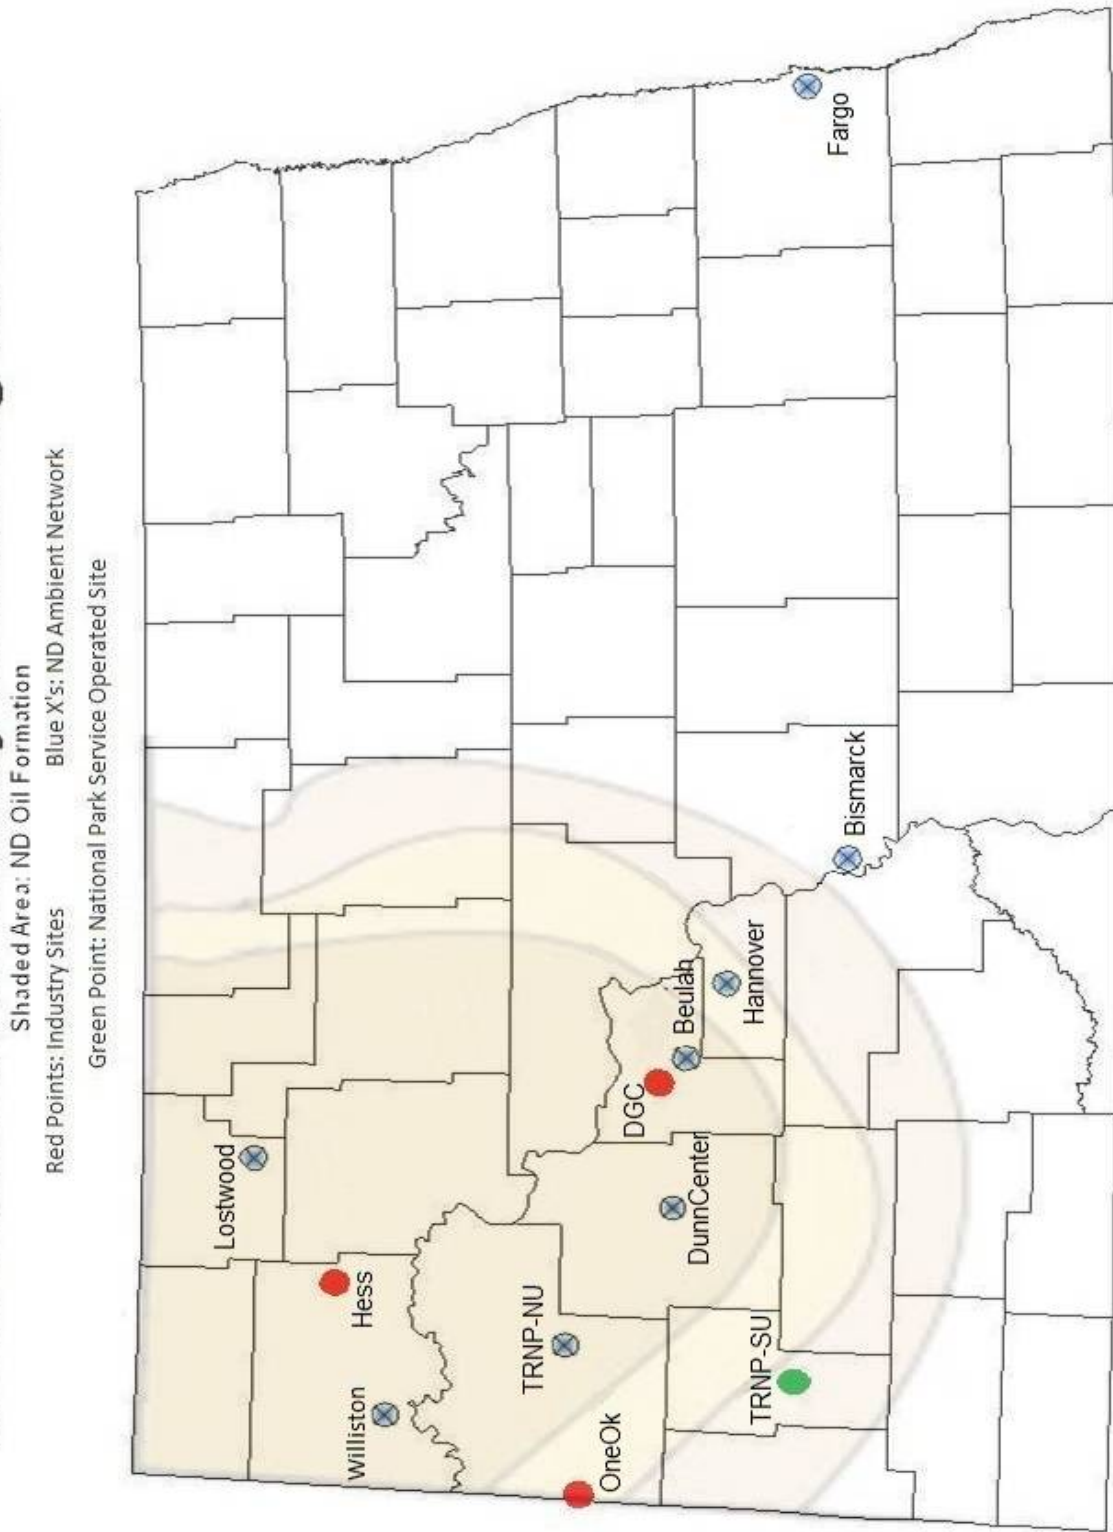 Shaded Area: ND Oil Formation
Red Points: Industry Sites Blue X's: ND Ambient Network
Green Point: National Park Service Operated Site
Lostwood
Hess
Williston
TRNP-NU
OneOk
DGC
Beulah
Hannover
DunnCenter
TRNP-SU
Bismarck
Fargo